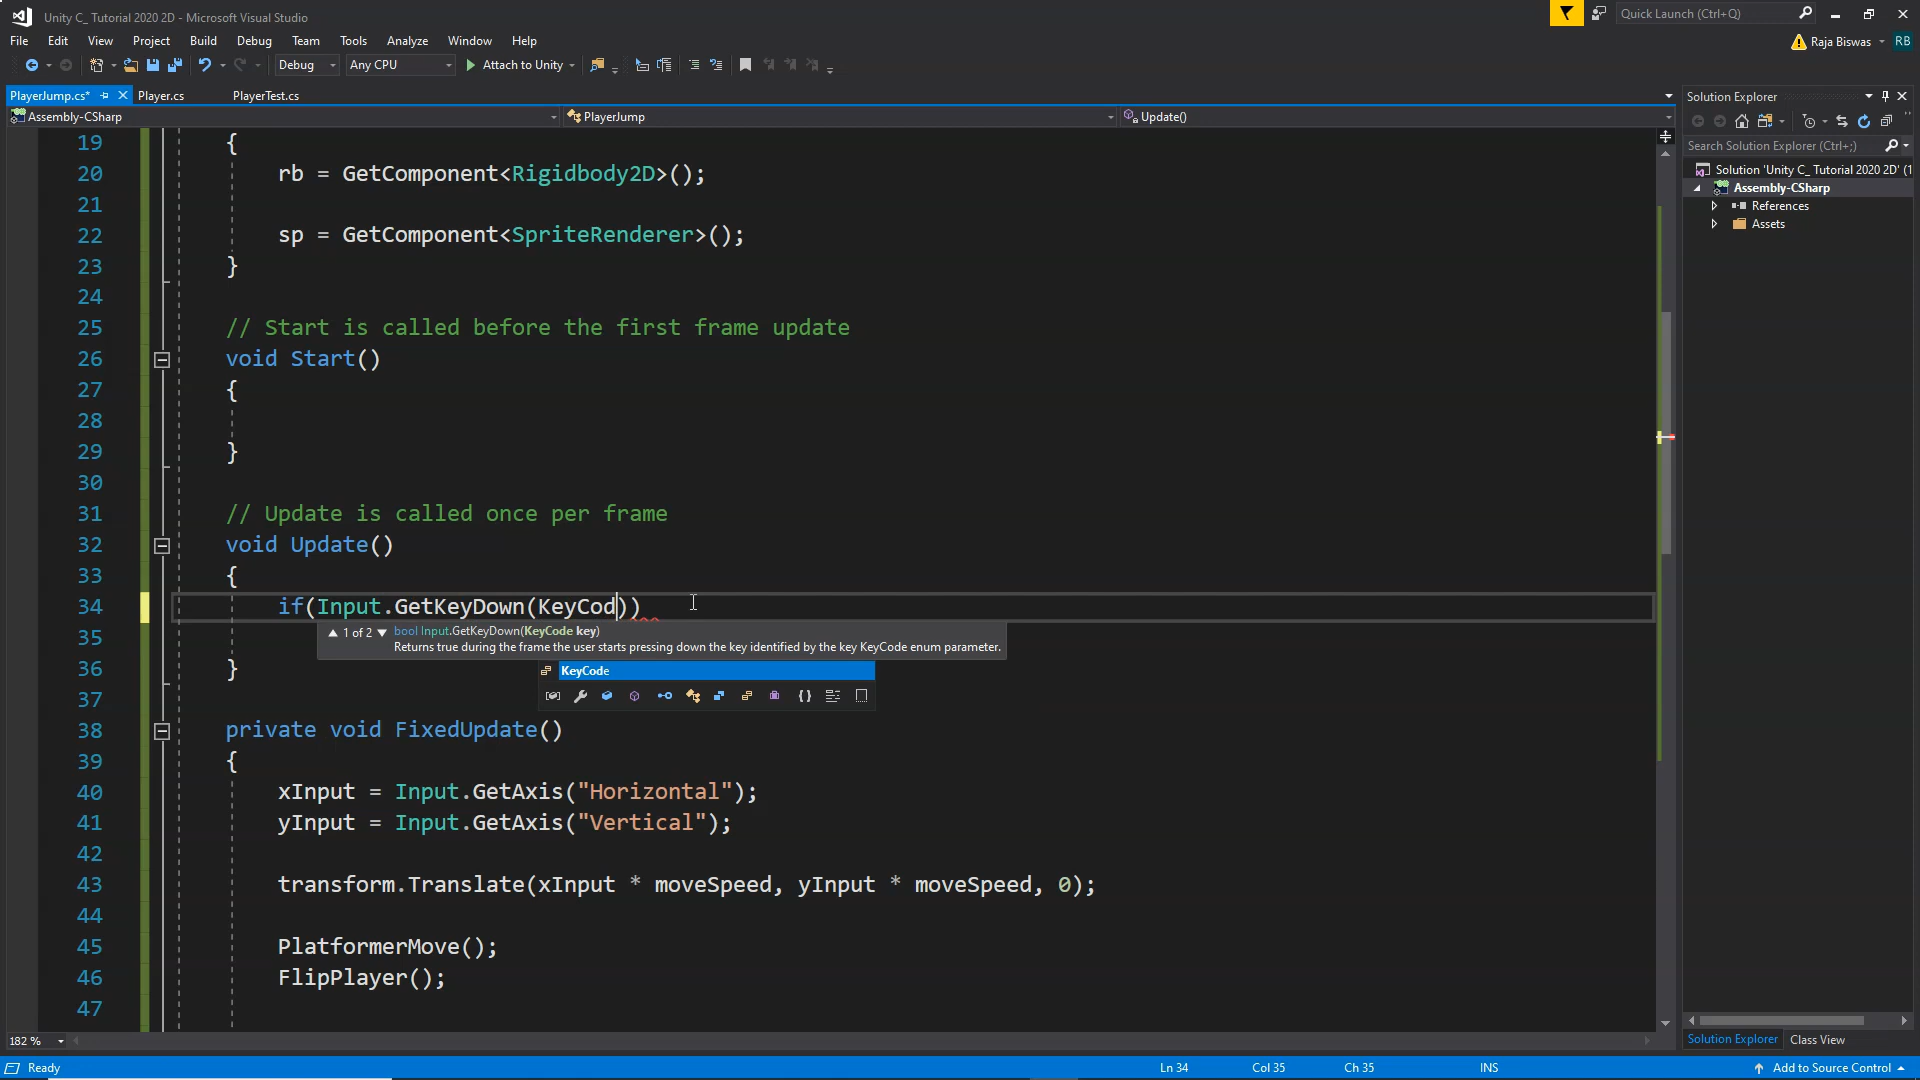 Unity C_ Tutorial 2020 2D - Microsoft Visual Studio
Quick Launch (Ctrl+Q)
File Edit View Project Build Debug Team Tools Analyze Window Help
Raja Biswas RB
Debug Any CPU Attach to Unity
PlayerJump.cs* Player.cs PlayerTest.cs
Solution Explorer
Assembly-CSharp PlayerJump Update()
Search Solution Explorer (Ctrl+;)
Solution 'Unity C_ Tutorial 2020 2D' (1
Assembly-CSharp
References
Assets
19 {
20 rb = GetComponent<Rigidbody2D>();
21
22 sp = GetComponent<SpriteRenderer>();
23 }
24
25 // Start is called before the first frame update
26 void Start()
27 {
28
29 }
30
31 // Update is called once per frame
32 void Update()
33 {
34 if(Input.GetKeyDown(KeyCod))
35
1 of 2 bool Input.GetKeyDown(KeyCode key)
Returns true during the frame the user starts pressing down the key identified by the key KeyCode enum parameter.
KeyCode
36 }
37
38 private void FixedUpdate()
39 {
40 xInput = Input.GetAxis("Horizontal");
41 yInput = Input.GetAxis("Vertical");
42
43 transform.Translate(xInput * moveSpeed, yInput * moveSpeed, 0);
44
45 PlatformerMove();
46 FlipPlayer();
47
182 %
Solution Explorer Class View
Ready Ln 34 Col 35 Ch 35 INS Add to Source Control